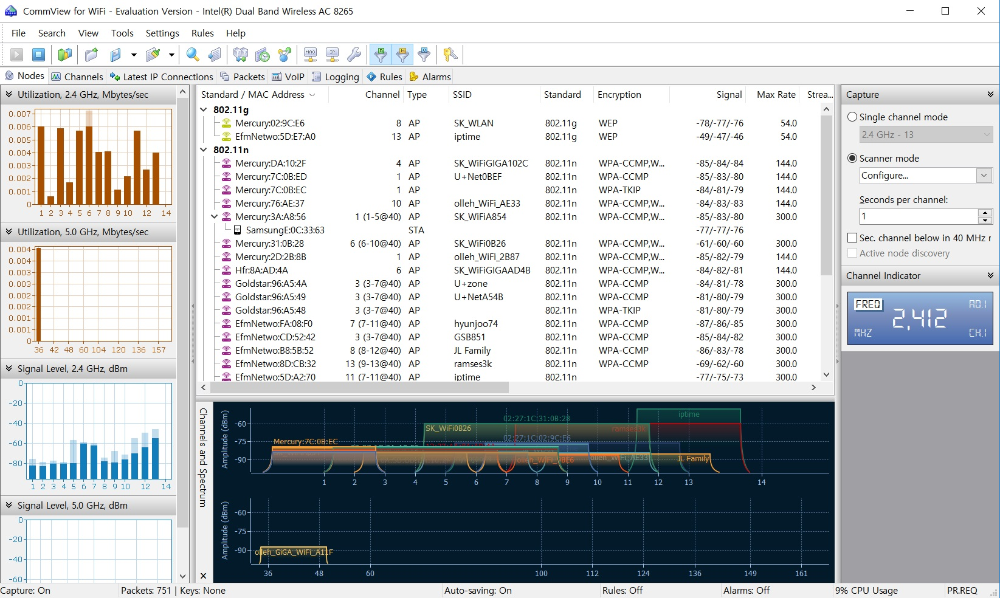 CommView for WiFi - Evaluation Version - Intel(R) Dual Band Wireless AC 8265
File Search View Tools Settings Rules Help
Nodes Channels Latest IP Connections Packets VoIP Logging Rules Alarms
Utilization, 2.4 GHz, Mbytes/sec
0.007
0.006
0.005
0.004
0.003
0.002
0.001
0
1 2 3 4 5 6 7 8 9 10 12 14
Utilization, 5.0 GHz, Mbytes/sec
0.004
0.004
0.003
0.003
0.002
0.002
0.001
0.001
0
36 42 48 60 104 120 136 157
Signal Level, 2.4 GHz, dBm
0
-20
-40
-60
-80
1 2 3 4 5 6 7 8 9 10 12 14
Signal Level, 5.0 GHz, dBm
0
-20
-40
-60
Standard / MAC Address Channel Type SSID Standard Encryption Signal Max Rate Strea...
802.11g
Mercury:02:9C:E6 8 AP SK_WLAN 802.11g WEP -78/-77/-76 54.0
EfmNetwo:5D:E7:A0 13 AP iptime 802.11g WEP -49/-47/-46 54.0
802.11n
Mercury:DA:10:2F 4 AP SK_WiFiGIGA102C 802.11n WPA-CCMP,W... -85/-84/-84 144.0
Mercury:7C:0B:ED 1 AP U+Net0BEF 802.11n WPA-CCMP -85/-83/-80 144.0
Mercury:7C:0B:EC 1 AP 802.11n WPA-TKIP -84/-81/-79 144.0
Mercury:76:AE:37 10 AP olleh_WiFi_AE33 802.11n WPA-CCMP,W... -84/-83/-83 144.0
Mercury:3A:A8:56 1 (1-5@40) AP SK_WiFiA854 802.11n WPA-CCMP,W... -85/-83/-80 300.0
SamsungE:0C:33:63 STA -77/-77/-76
Mercury:31:0B:28 6 (6-10@40) AP SK_WiFi0B26 802.11n WPA-CCMP,W... -61/-60/-60 300.0
Mercury:2D:2B:8B 1 AP olleh_WiFi_2B87 802.11n WPA-CCMP,W... -85/-82/-79 144.0
Hfr:8A:AD:4A 6 AP SK_WiFiGIGAAD4B 802.11n WPA-CCMP,W... -84/-82/-81 144.0
Goldstar:96:A5:4A 3 (3-7@40) AP U+zone 802.11n WPA-CCMP -84/-81/-78 300.0
Goldstar:96:A5:49 3 (3-7@40) AP U+NetA54B 802.11n WPA-CCMP -81/-80/-79 300.0
Goldstar:96:A5:48 3 (3-7@40) AP 802.11n WPA-TKIP -81/-80/-79 300.0
EfmNetwo:FA:08:F0 7 (7-11@40) AP hyunjoo74 802.11n WPA-CCMP -87/-86/-85 300.0
EfmNetwo:CD:52:42 3 (3-7@40) AP GSB851 802.11n WPA-CCMP -85/-84/-82 300.0
EfmNetwo:B8:5B:52 8 (8-12@40) AP JL Family 802.11n WPA-CCMP -86/-83/-78 300.0
EfmNetwo:8D:CB:32 13 (9-13@40) AP ramses3k 802.11n WPA-CCMP -69/-62/-60 300.0
EfmNetwo:5D:A2:70 11 (7-11@40) AP iptime 802.11n -77/-75/-73 300.0
Channels and Spectrum
Amplitude (dBm)
-60
-75
-90
iptime
02:27:1C:31:0B:28
SK_WiFi0B26
ramses3k
02:27:1C:02:9C:E6
Mercury:7C:0B:EC
olleh_WiFi_AE33
JL Family
1 2 3 4 5 6 7 8 9 10 11 12 13 14
Amplitude (dBm)
-60
-75
-90
olleh_GiGA_WiFi_A11F
36 48 60 100 112 124 136 149 161
Capture
Single channel mode
2.4 GHz - 13
Scanner mode
Configure...
Seconds per channel:
1
Sec. channel below in 40 MHz r
Active node discovery
Channel Indicator
FREQ
2,412
MHZ
CH.1
Capture: On Packets: 751 | Keys: None Auto-saving: On Rules: Off Alarms: Off 9% CPU Usage PR.REQ